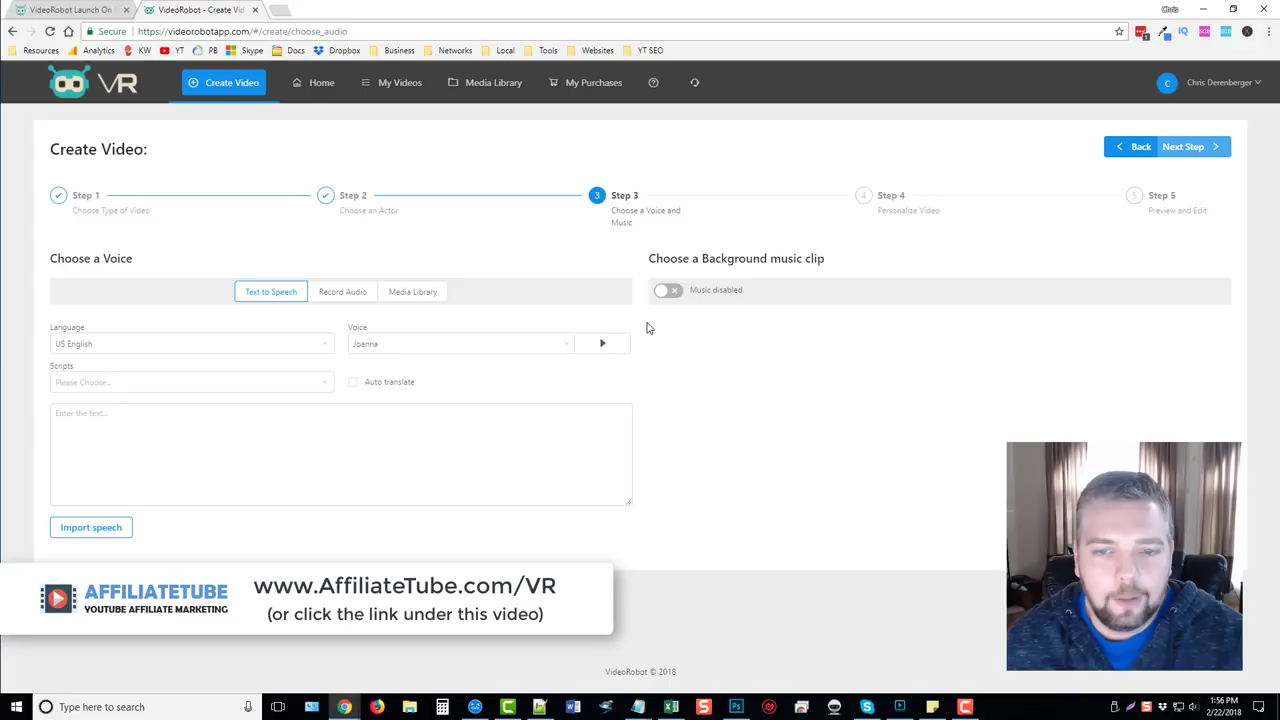 VideoRobot Launch On F
VideoRobot - Create Vid
Chris
Secure
https://videorobotapp.com/#/create/choose_audio
Resources
Analytics
KW
YT
PB
Skype
Docs
Dropbox
Business
Networks
Local
Tools
Websites
YT SEO
VR
Create Video
Home
My Videos
Media Library
My Purchases
C
Chris Derenberger
Create Video:
Back
Next Step
Step 1
Choose Type of Video
Step 2
Choose an Actor
3
Step 3
Choose a Voice and
Music
4
Step 4
Personalize Video
5
Step 5
Preview and Edit
Choose a Voice
Choose a Background music clip
Text to Speech
Record Audio
Media Library
Music disabled
Language
Voice
US English
Joanna
Scripts
Please Choose...
Auto translate
Enter the text...
Import speech
AFFILIATETUBE
YOUTUBE AFFILIATE MARKETING
www.AffiliateTube.com/VR
(or click the link under this video)
VideoRobot © 2018
Type here to search
1:56 PM
2/22/2018